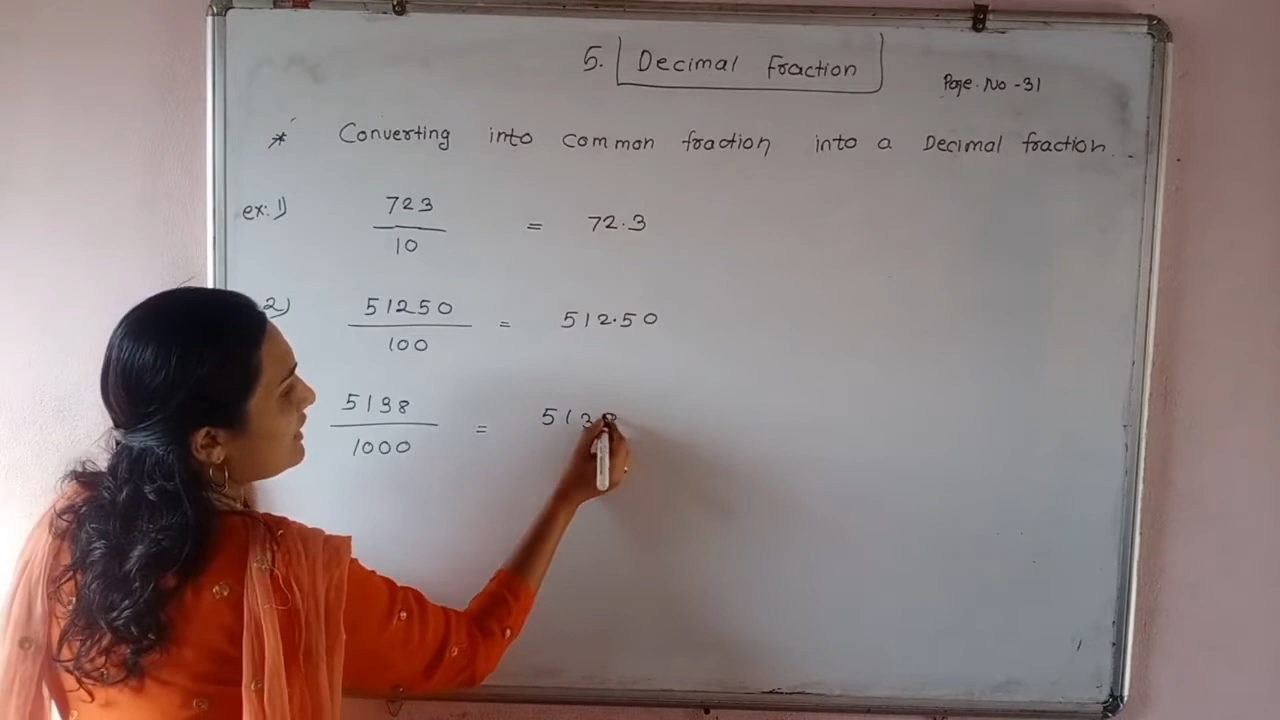 5. Decimal Fraction
Page. No -31
* Converting into common fraction into a Decimal fraction.
ex: 1) 723/10 = 72.3
2) 51250/100 = 512.50
5138/1000 = 5138